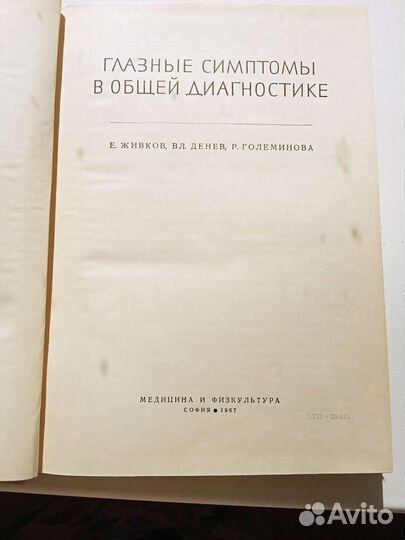 ГЛАЗНЫЕ СИМПТОМЫ
В ОБЩЕЙ ДИАГНОСТИКЕ
Е. ЖИВКОВ, ВЛ. ДЕНЕВ, Р. ГОЛЕМИНОВА
МЕДИЦИНА И ФИЗКУЛЬТУРА
СОФИЯ • 1967
Avito